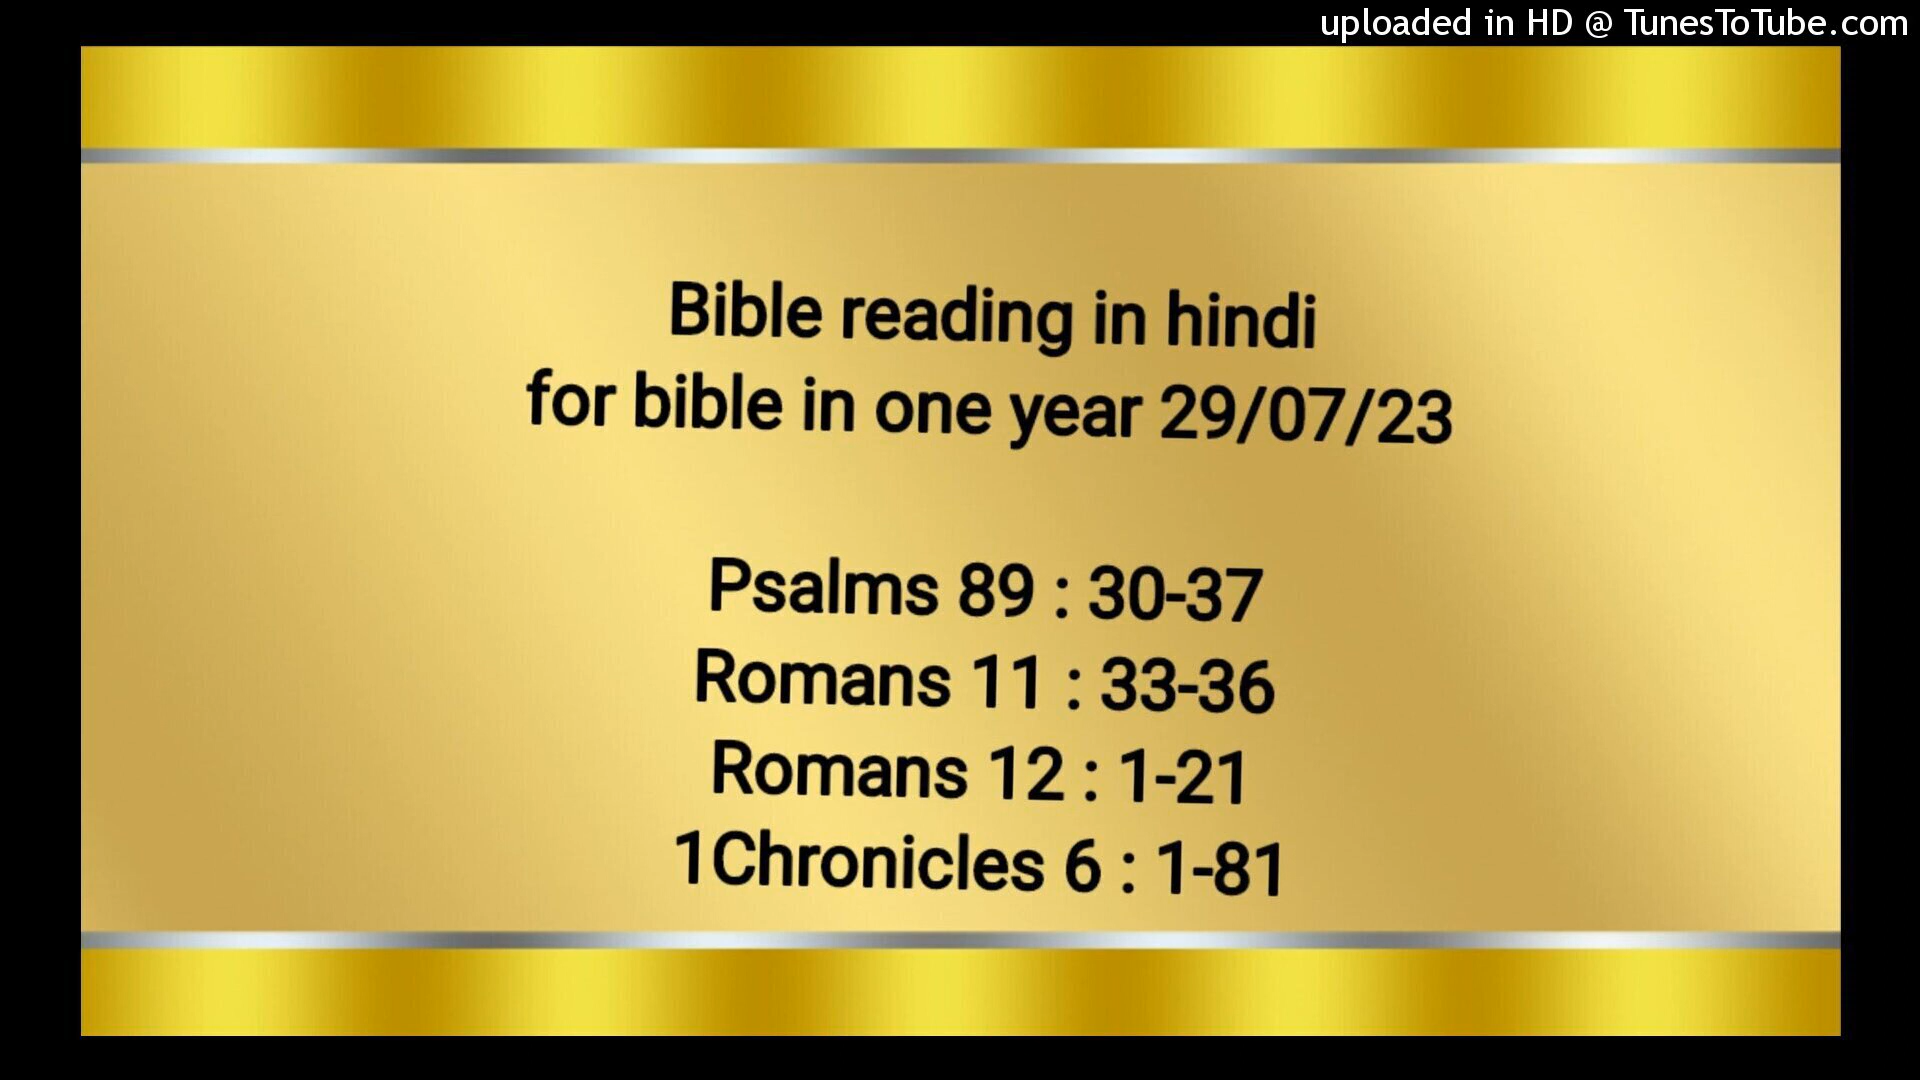 uploaded in HD @ TunesToTube.com
Bible reading in hindi
for bible in one year 29/07/23
Psalms 89 : 30-37
Romans 11 : 33-36
Romans 12 : 1-21
1Chronicles 6 : 1-81